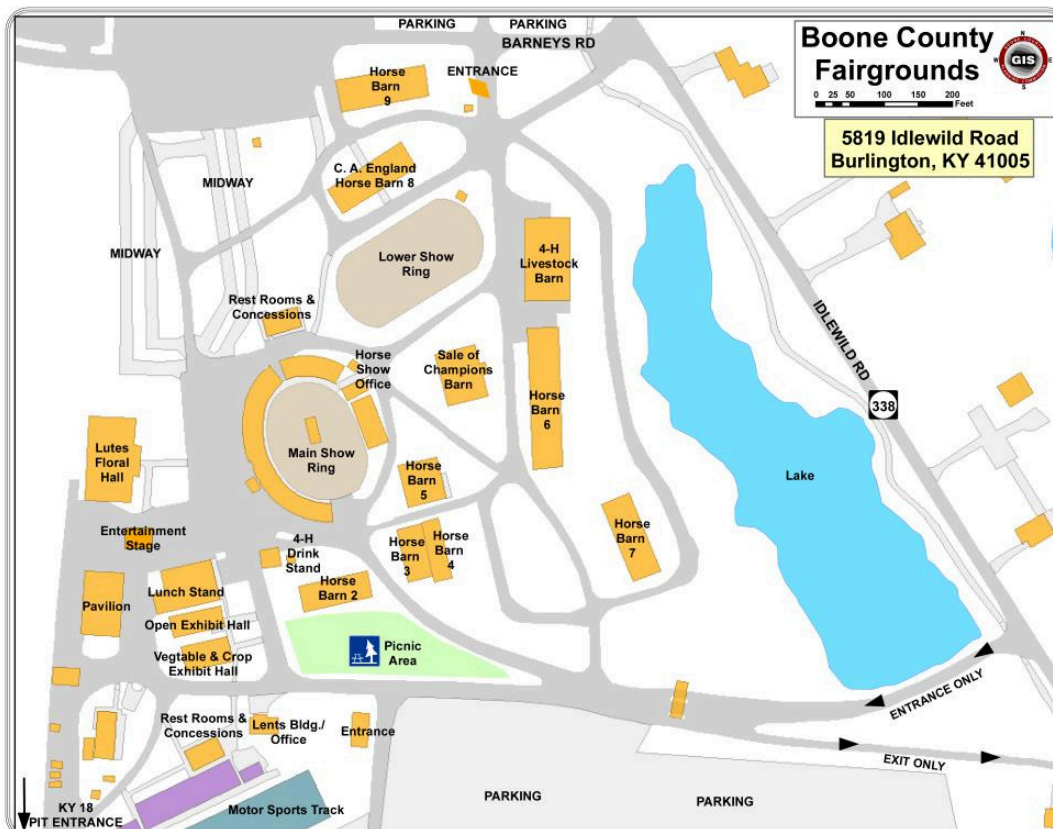 PARKING
PARKING
BARNEYS RD
Boone County
Fairgrounds
GIS
N
W
E
S
0 25 50 100 150 200
Feet
5819 Idlewild Road
Burlington, KY 41005
Horse
Barn
9
ENTRANCE
C. A. England
Horse Barn 8
MIDWAY
MIDWAY
Lower Show
Ring
4-H
Livestock
Barn
Rest Rooms &
Concessions
IDLEWILD RD
338
Horse
Show
Office
Sale of
Champions
Barn
Horse
Barn
6
Lutes
Floral
Hall
Main Show
Ring
Horse
Barn
5
Lake
Entertainment
Stage
4-H
Drink
Stand
Horse
Barn
3
Horse
Barn
4
Horse
Barn
7
Pavilion
Lunch Stand
Horse
Barn 2
Open Exhibit Hall
Picnic
Area
Vegtable & Crop
Exhibit Hall
ENTRANCE ONLY
EXIT ONLY
Rest Rooms &
Concessions
Lents Bldg./
Office
Entrance
KY 18
PIT ENTRANCE
Motor Sports Track
PARKING
PARKING